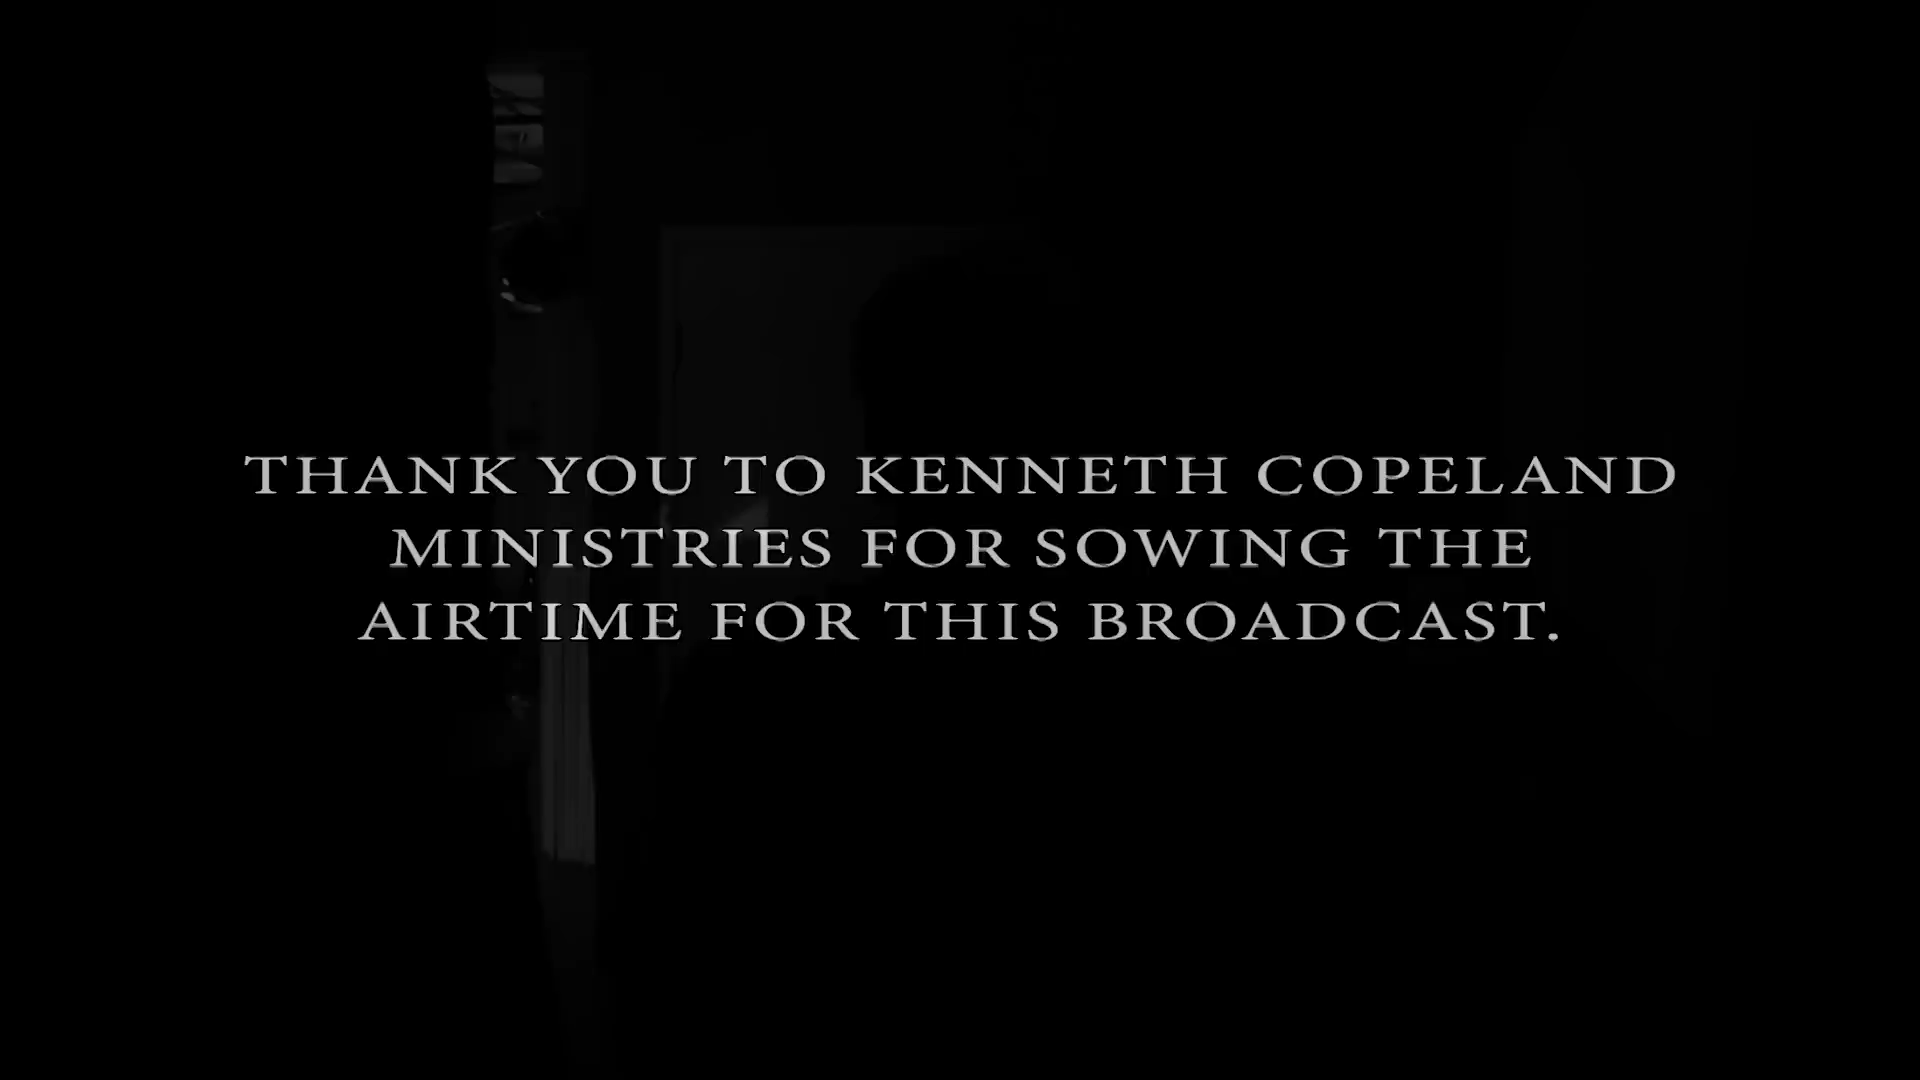 THANK YOU TO KENNETH COPELAND
MINISTRIES FOR SOWING THE
AIRTIME FOR THIS BROADCAST.